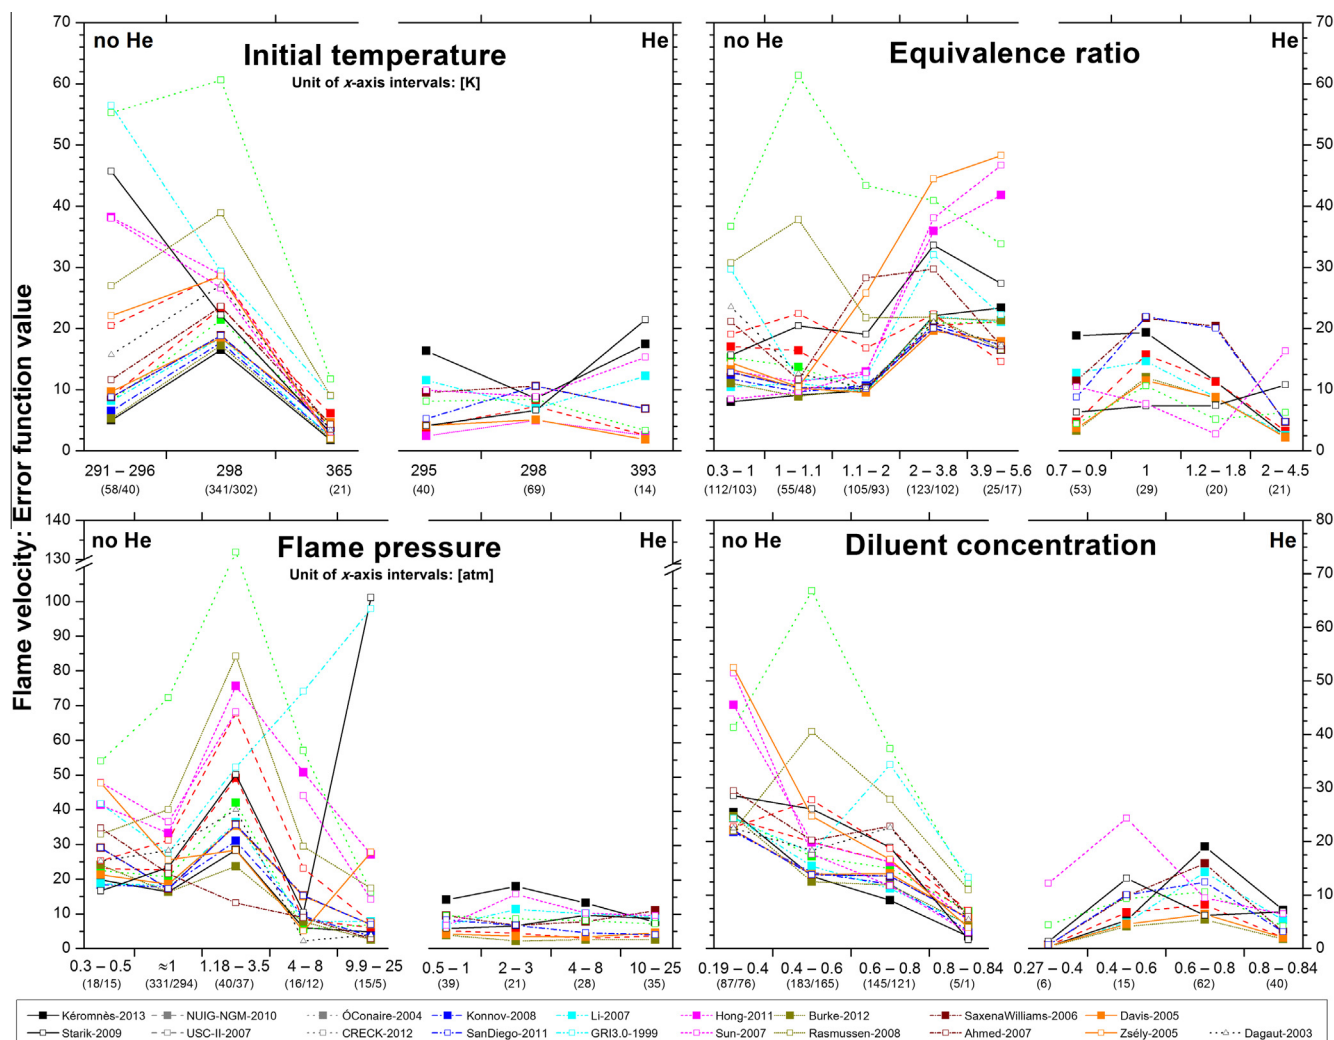 Flame velocity: Error function value
no He
Initial temperature
He
Unit of x-axis intervals: [K]
70
60
50
40
30
20
10
0
291 – 296 298 365 295 298 393
(58/40) (341/302) (21) (40) (69) (14)
no He
Equivalence ratio
He
70
60
50
40
30
20
10
0
0.3 – 1 1 – 1.1 1.1 – 2 2 – 3.8 3.9 – 5.6 0.7 – 0.9 1 1.2 – 1.8 2 – 4.5
(112/103) (55/48) (105/93) (123/102) (25/17) (53) (29) (20) (21)
no He
Flame pressure
He
Unit of x-axis intervals: [atm]
140
130
100
90
80
70
60
50
40
30
20
10
0
0.3 – 0.5 ≈1 1.18 – 3.5 4 – 8 9.9 – 25 0.5 – 1 2 – 3 4 – 8 10 – 25
(18/15) (331/294) (40/37) (16/12) (15/5) (39) (21) (28) (35)
no He
Diluent concentration
He
80
70
60
50
40
30
20
10
0
0.19 – 0.4 0.4 – 0.6 0.6 – 0.8 0.8 – 0.84 0.27 – 0.4 0.4 – 0.6 0.6 – 0.8 0.8 – 0.84
(87/76) (183/165) (145/121) (5/1) (6) (15) (62) (40)
Kéromnès-2013 NUIG-NGM-2010 ÓConaire-2004 Konnov-2008 Li-2007 Hong-2011 Burke-2012 SaxenaWilliams-2006 Davis-2005
Starik-2009 USC-II-2007 CRECK-2012 SanDiego-2011 GRI3.0-1999 Sun-2007 Rasmussen-2008 Ahmed-2007 Zsély-2005 Dagaut-2003